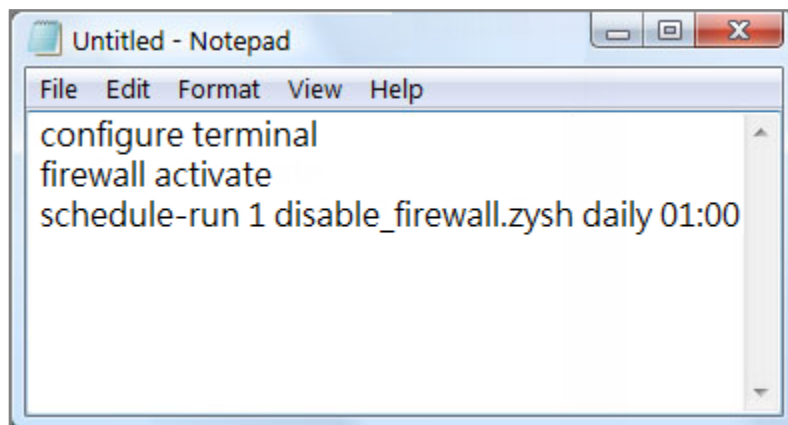 Untitled - Notepad
File Edit Format View Help
configure terminal
firewall activate
schedule-run 1 disable_firewall.zysh daily 01:00